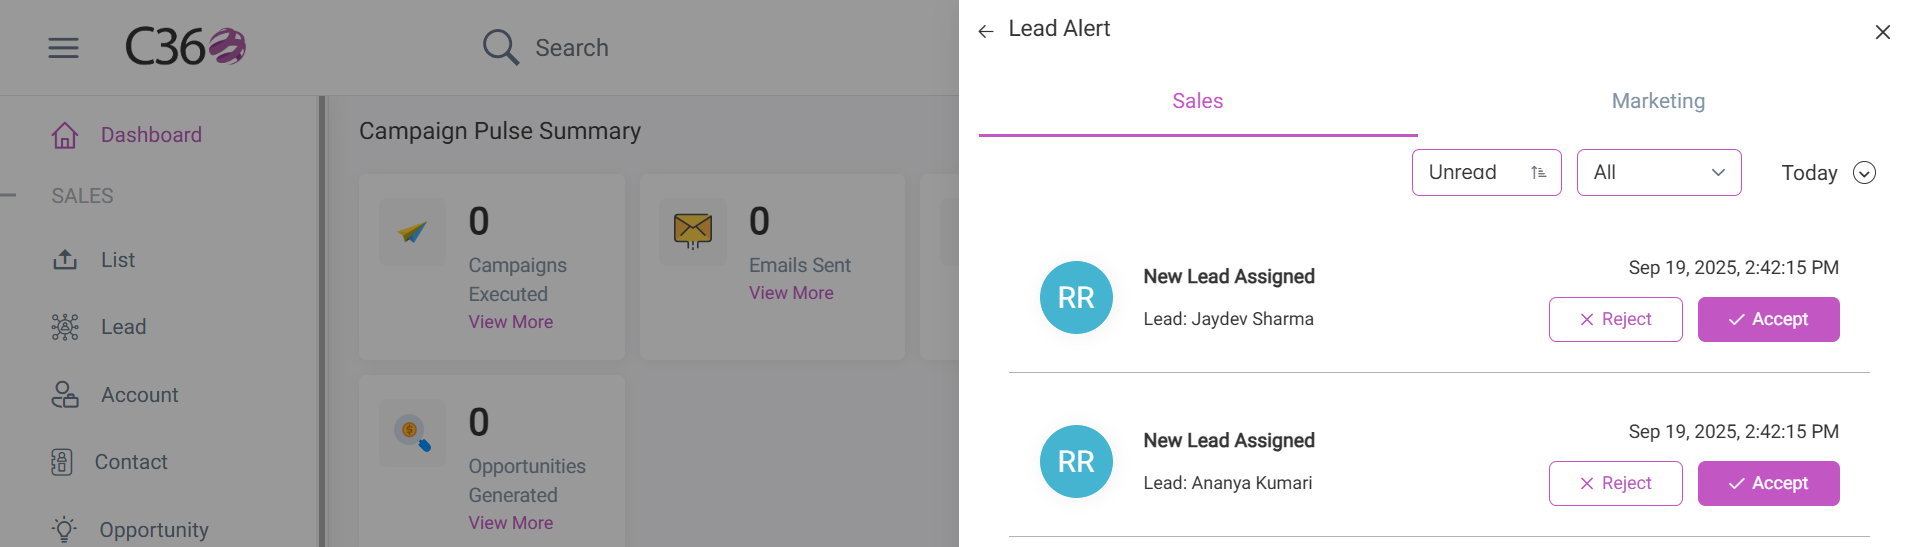 C360
Search
Dashboard
SALES
List
Lead
Account
Contact
Opportunity
Campaign Pulse Summary
0
Campaigns
Executed
View More
0
Emails Sent
View More
0
Opportunities
Generated
View More
Lead Alert
Sales
Marketing
Unread
All
Today
RR
New Lead Assigned
Lead: Jaydev Sharma
Sep 19, 2025, 2:42:15 PM
Reject
Accept
RR
New Lead Assigned
Lead: Ananya Kumari
Sep 19, 2025, 2:42:15 PM
Reject
Accept